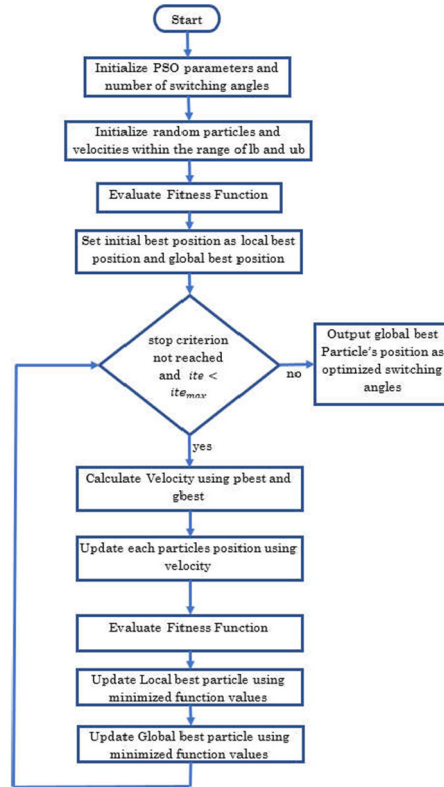 Start
Initialize PSO parameters and
number of switching angles
Initialize random particles and
velocities within the range of lb and ub
Evaluate Fitness Function
Set initial best position as local best
position and global best position
stop criterion
not reached
and ite <
ite_max
no
Output global best
Particle's position as
optimized switching
angles
yes
Calculate Velocity using pbest and
gbest
Update each particles position using
velocity
Evaluate Fitness Function
Update Local best particle using
minimized function values
Update Global best particle using
minimized function values